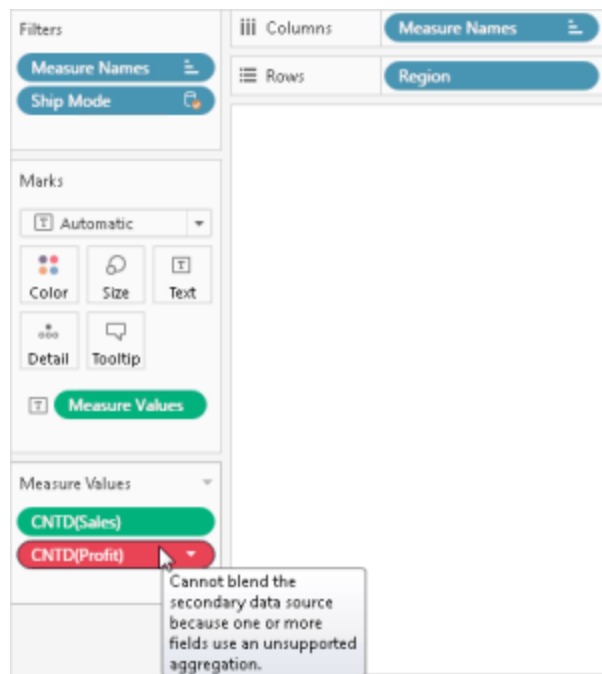 Filters
Measure Names
Ship Mode
Columns
Measure Names
Rows
Region
Marks
T Automatic
Color
Size
T
Text
Detail
Tooltip
T Measure Values
Measure Values
CNTD(Sales)
CNTD(Profit)
Cannot blend the
secondary data source
because one or more
fields use an unsupported
aggregation.